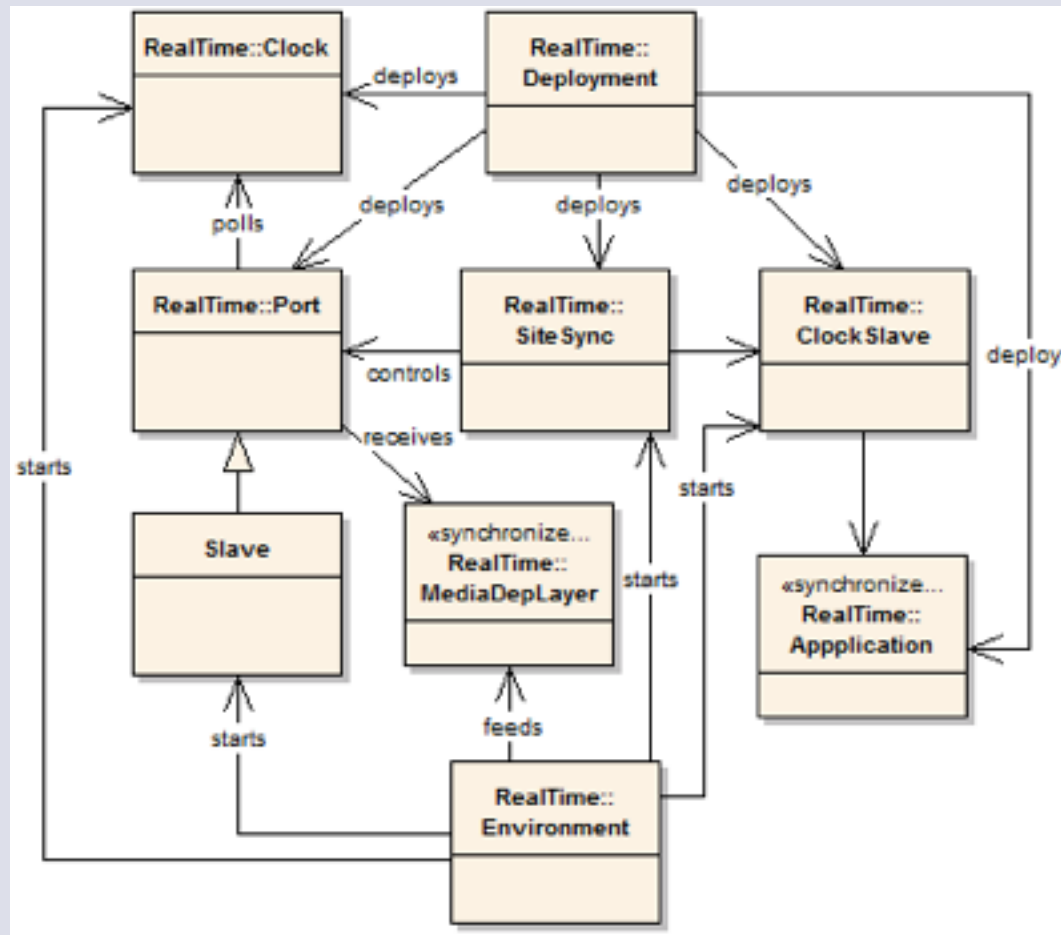 RealTime::Clock
RealTime::
Deployment
deploys
deploys
deploys
deploys
polls
RealTime::Port
RealTime::
SiteSync
RealTime::
ClockSlave
deploy
controls
receives
starts
starts
Slave
«synchronize...
RealTime::
MediaDepLayer
starts
«synchronize...
RealTime::
Appplication
starts
feeds
RealTime::
Environment